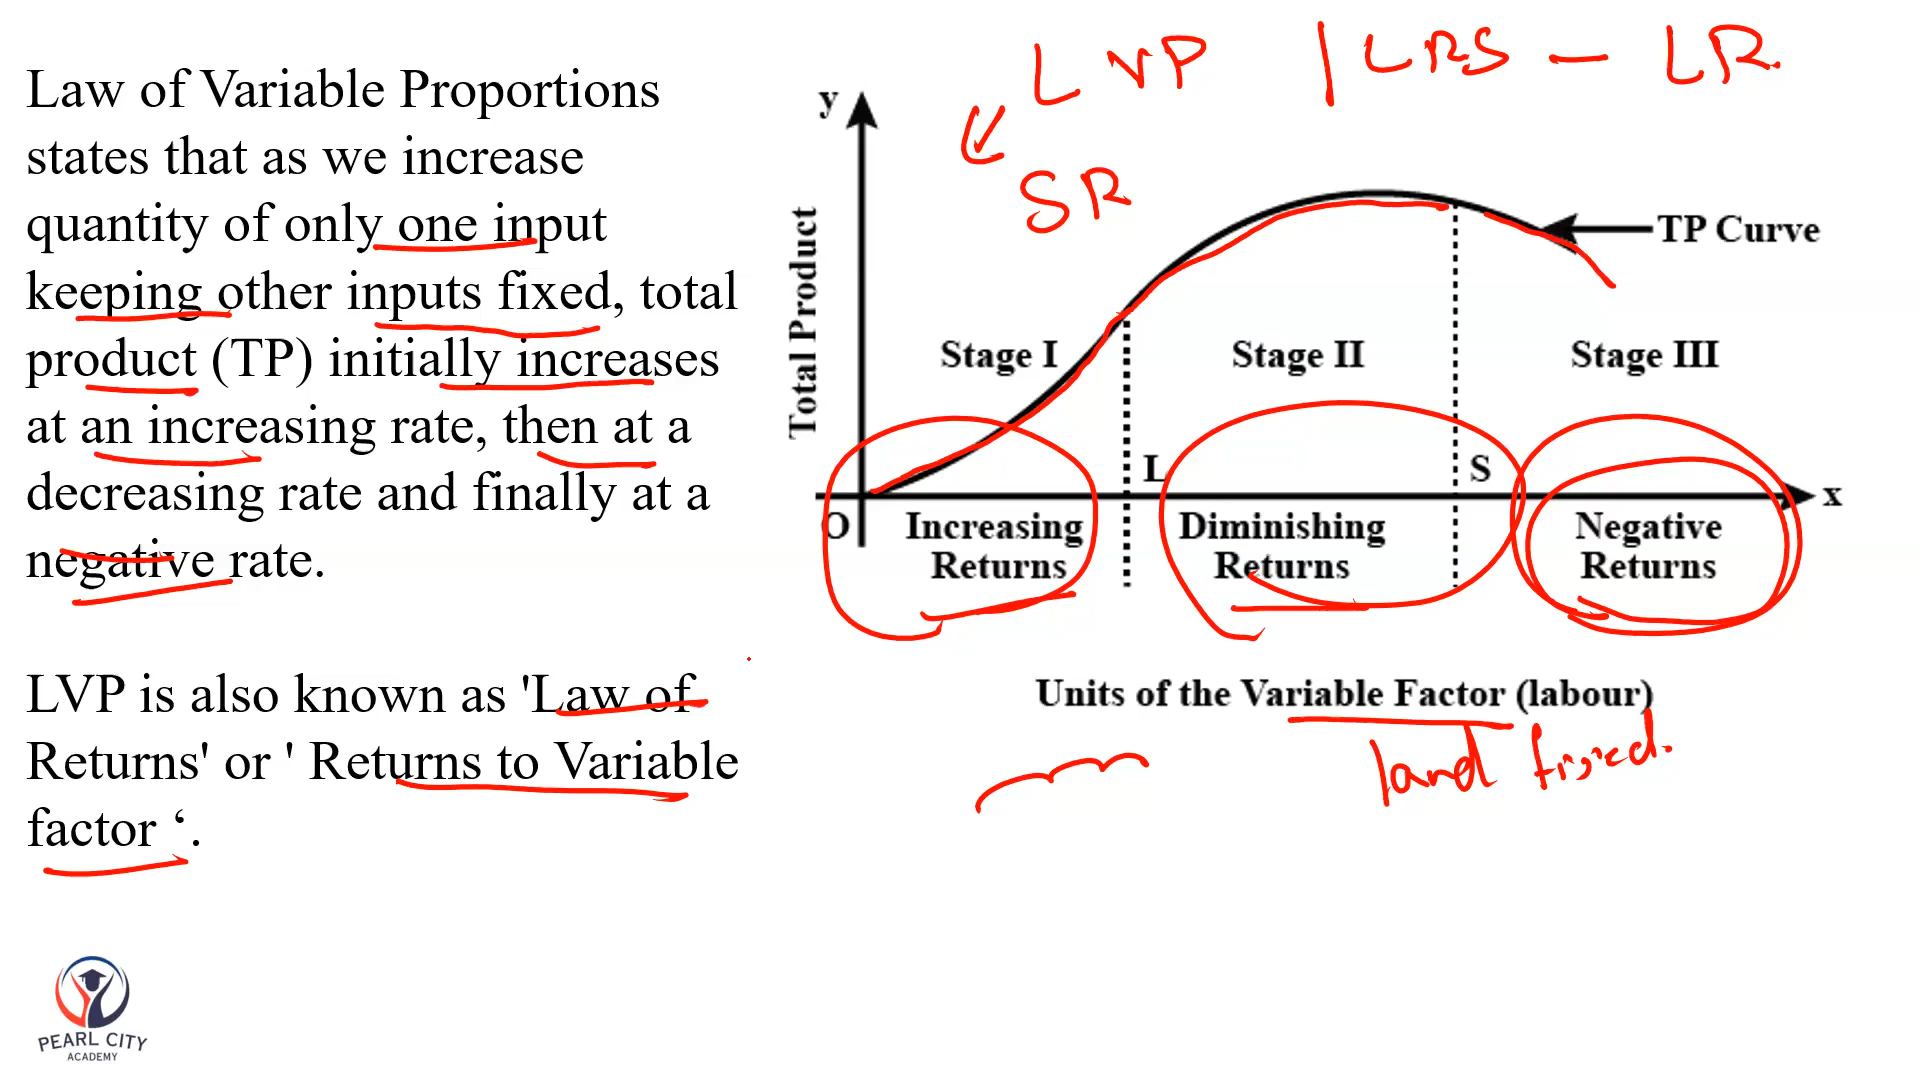 Law of Variable Proportions
states that as we increase
quantity of only one input
keeping other inputs fixed, total
product (TP) initially increases
at an increasing rate, then at a
decreasing rate and finally at a
negative rate.
LVP is also known as 'Law of
Returns' or ' Returns to Variable
factor ‘.
LVP | LRS – LR
SR
y
Total Product
TP Curve
Stage I
Stage II
Stage III
L
S
x
O
Increasing
Returns
Diminishing
Returns
Negative
Returns
Units of the Variable Factor (labour)
land fixed.
PEARL CITY
ACADEMY